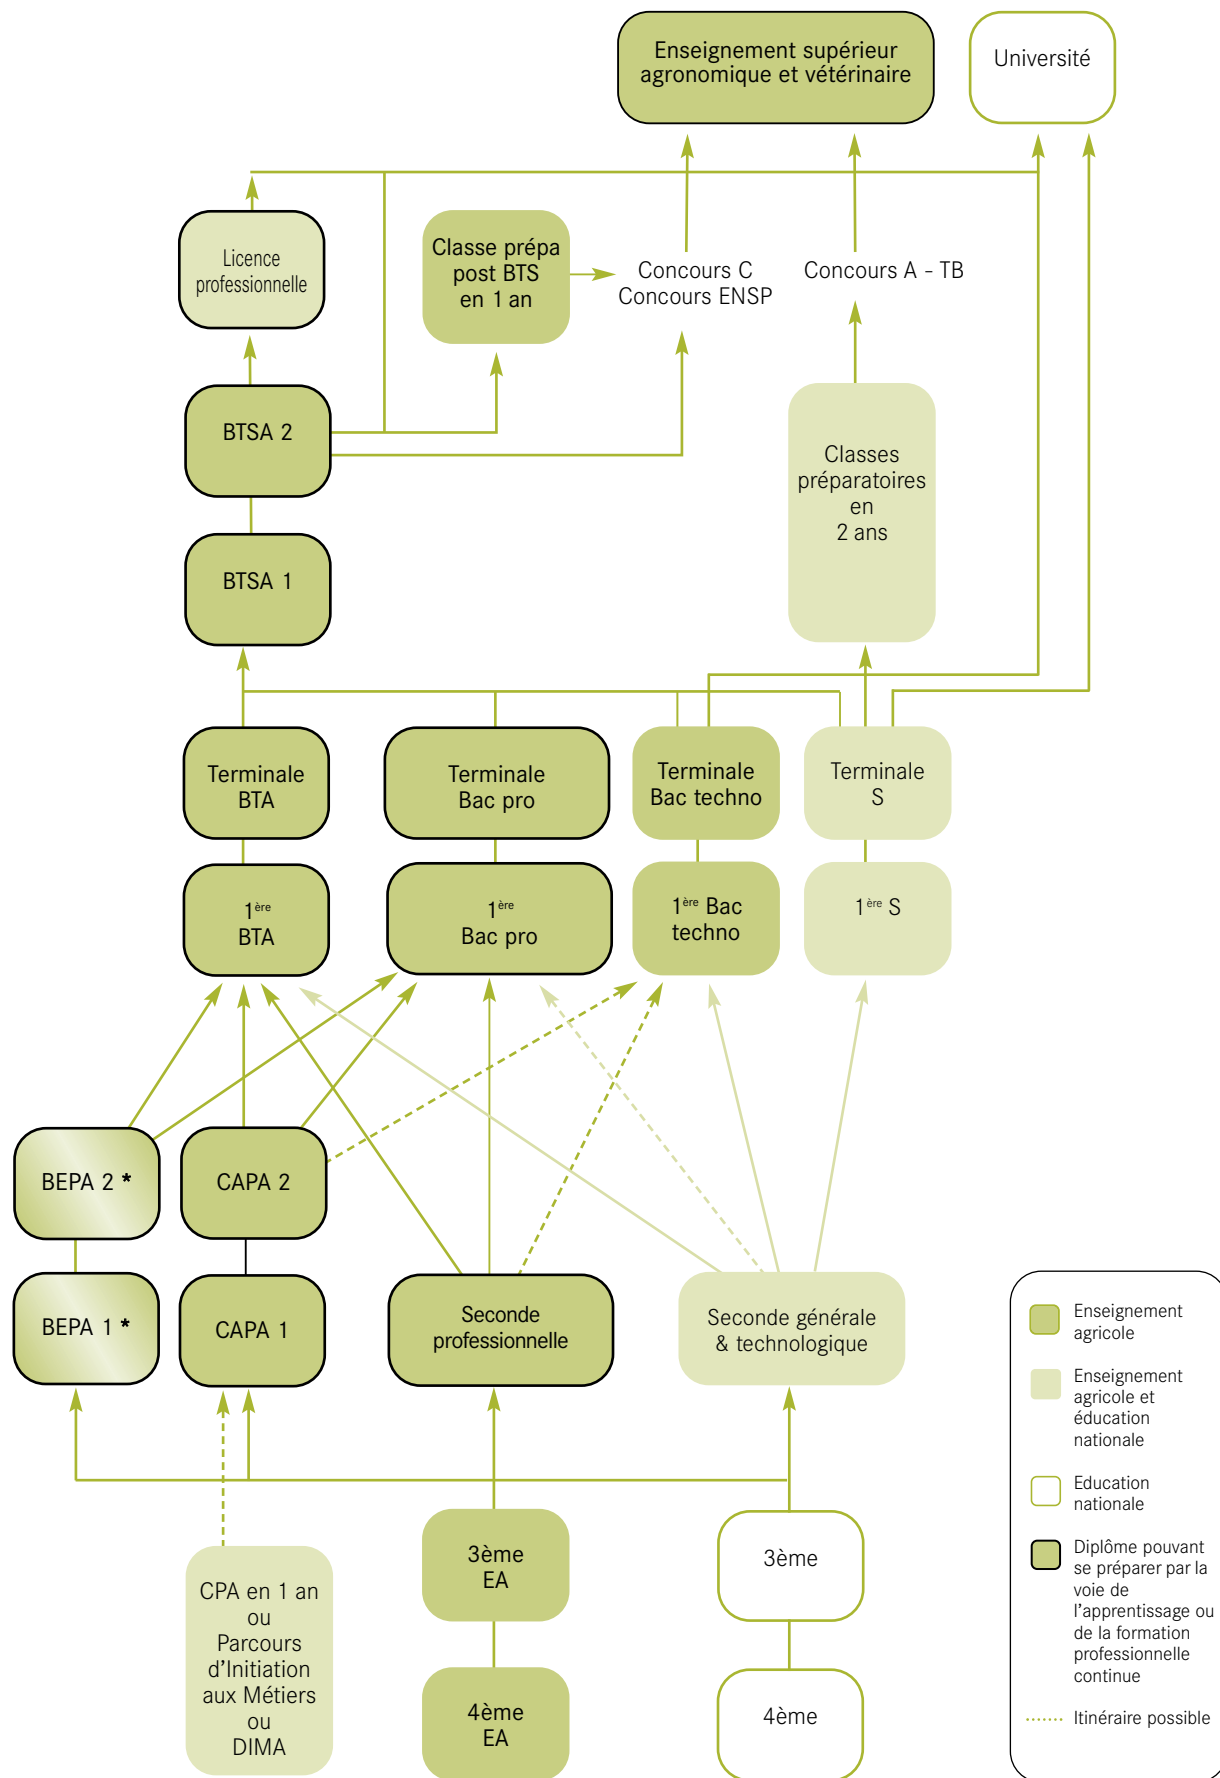 Enseignement supérieur
agronomique et vétérinaire
Université
Licence
professionnelle
Classe prépa
post BTS
en 1 an
Concours C
Concours ENSP
Concours A - TB
BTSA 2
Classes
préparatoires
en
2 ans
BTSA 1
Terminale
BTA
Terminale
Bac pro
Terminale
Bac techno
Terminale
S
1ère
BTA
1ère
Bac pro
1ère Bac
techno
1ère S
BEPA 2 *
CAPA 2
BEPA 1 *
CAPA 1
Seconde
professionnelle
Seconde générale
& technologique
CPA en 1 an
ou
Parcours
d'Initiation
aux Métiers
ou
DIMA
3ème
EA
3ème
4ème
EA
4ème
Enseignement
agricole
Enseignement
agricole et
éducation
nationale
Education
nationale
Diplôme pouvant
se préparer par la
voie de
l'apprentissage ou
de la formation
professionnelle
continue
Itinéraire possible